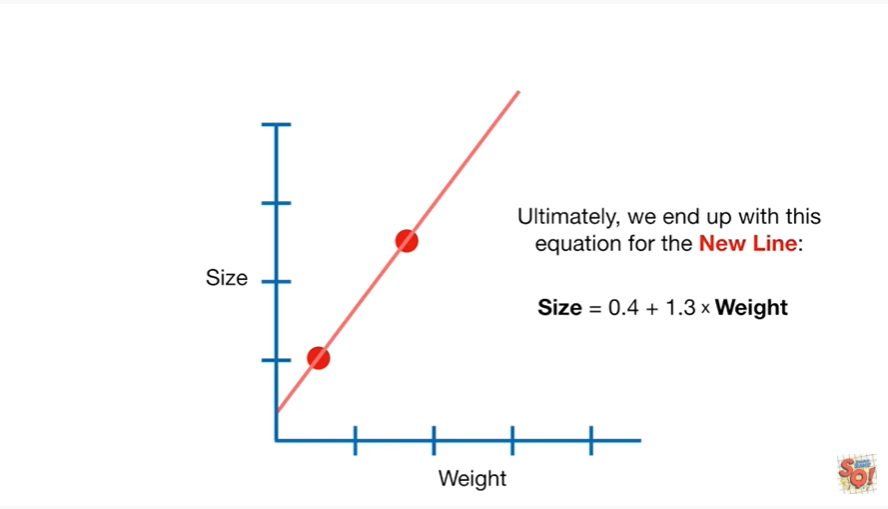 Ultimately, we end up with this
equation for the New Line:
Size
Size = 0.4 + 1.3 × Weight
Weight
SQ!